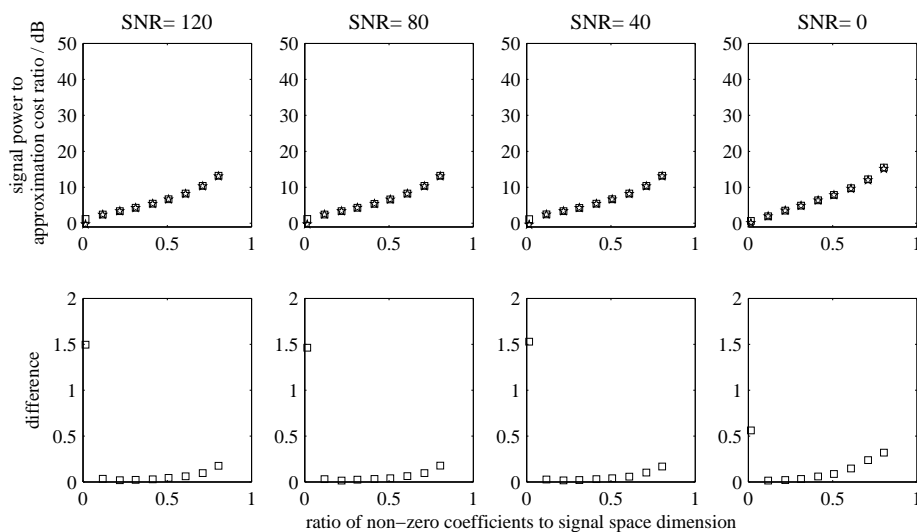 SNR= 120 SNR= 80 SNR= 40 SNR= 0
signal power to
approximation cost ratio / dB
50 50 50 50
40 40 40 40
30 30 30 30
20 20 20 20
10 10 10 10
0 0 0 0
0 0.5 1 0 0.5 1 0 0.5 1 0 0.5 1
difference
2 2 2 2
1.5 1.5 1.5 1.5
1 1 1 1
0.5 0.5 0.5 0.5
0 0 0 0
0 0.5 1 0 0.5 1 0 0.5 1 0 0.5 1
ratio of non−zero coefficients to signal space dimension